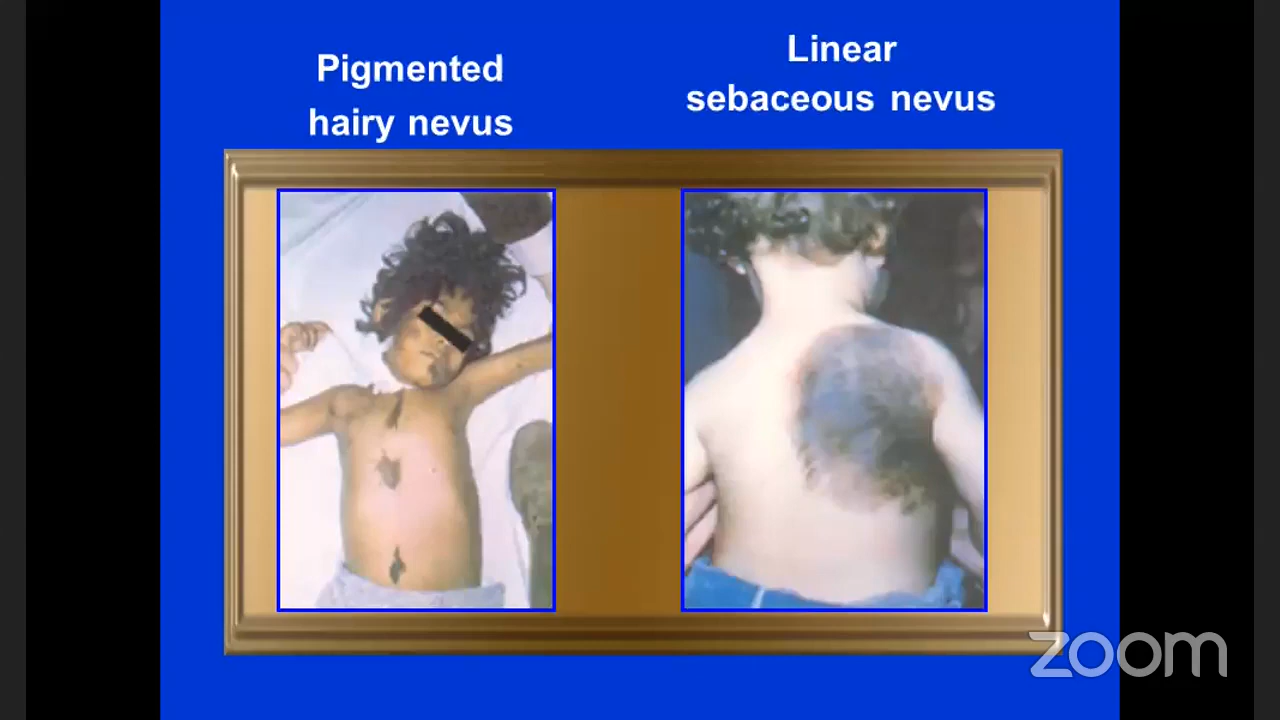 Pigmented
hairy nevus
Linear
sebaceous nevus
zoom